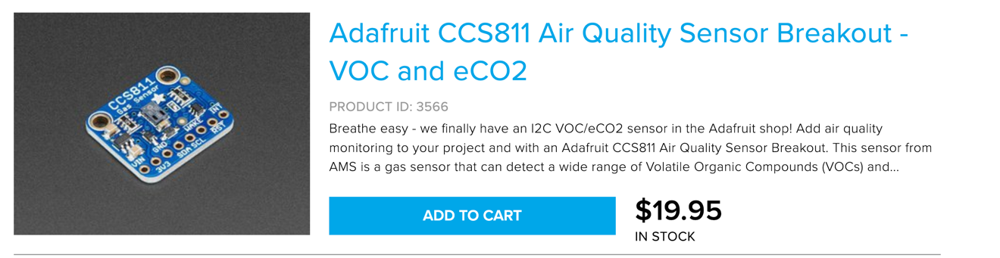 Adafruit CCS811 Air Quality Sensor Breakout -
VOC and eCO2
PRODUCT ID: 3566
Breathe easy - we finally have an I2C VOC/eCO2 sensor in the Adafruit shop! Add air quality
monitoring to your project and with an Adafruit CCS811 Air Quality Sensor Breakout. This sensor from
AMS is a gas sensor that can detect a wide range of Volatile Organic Compounds (VOCs) and...
ADD TO CART
$19.95
IN STOCK
CCS811
Gas Sensor
VIN
3V3
GND
SDA
SCL
WAKE
RST
INT